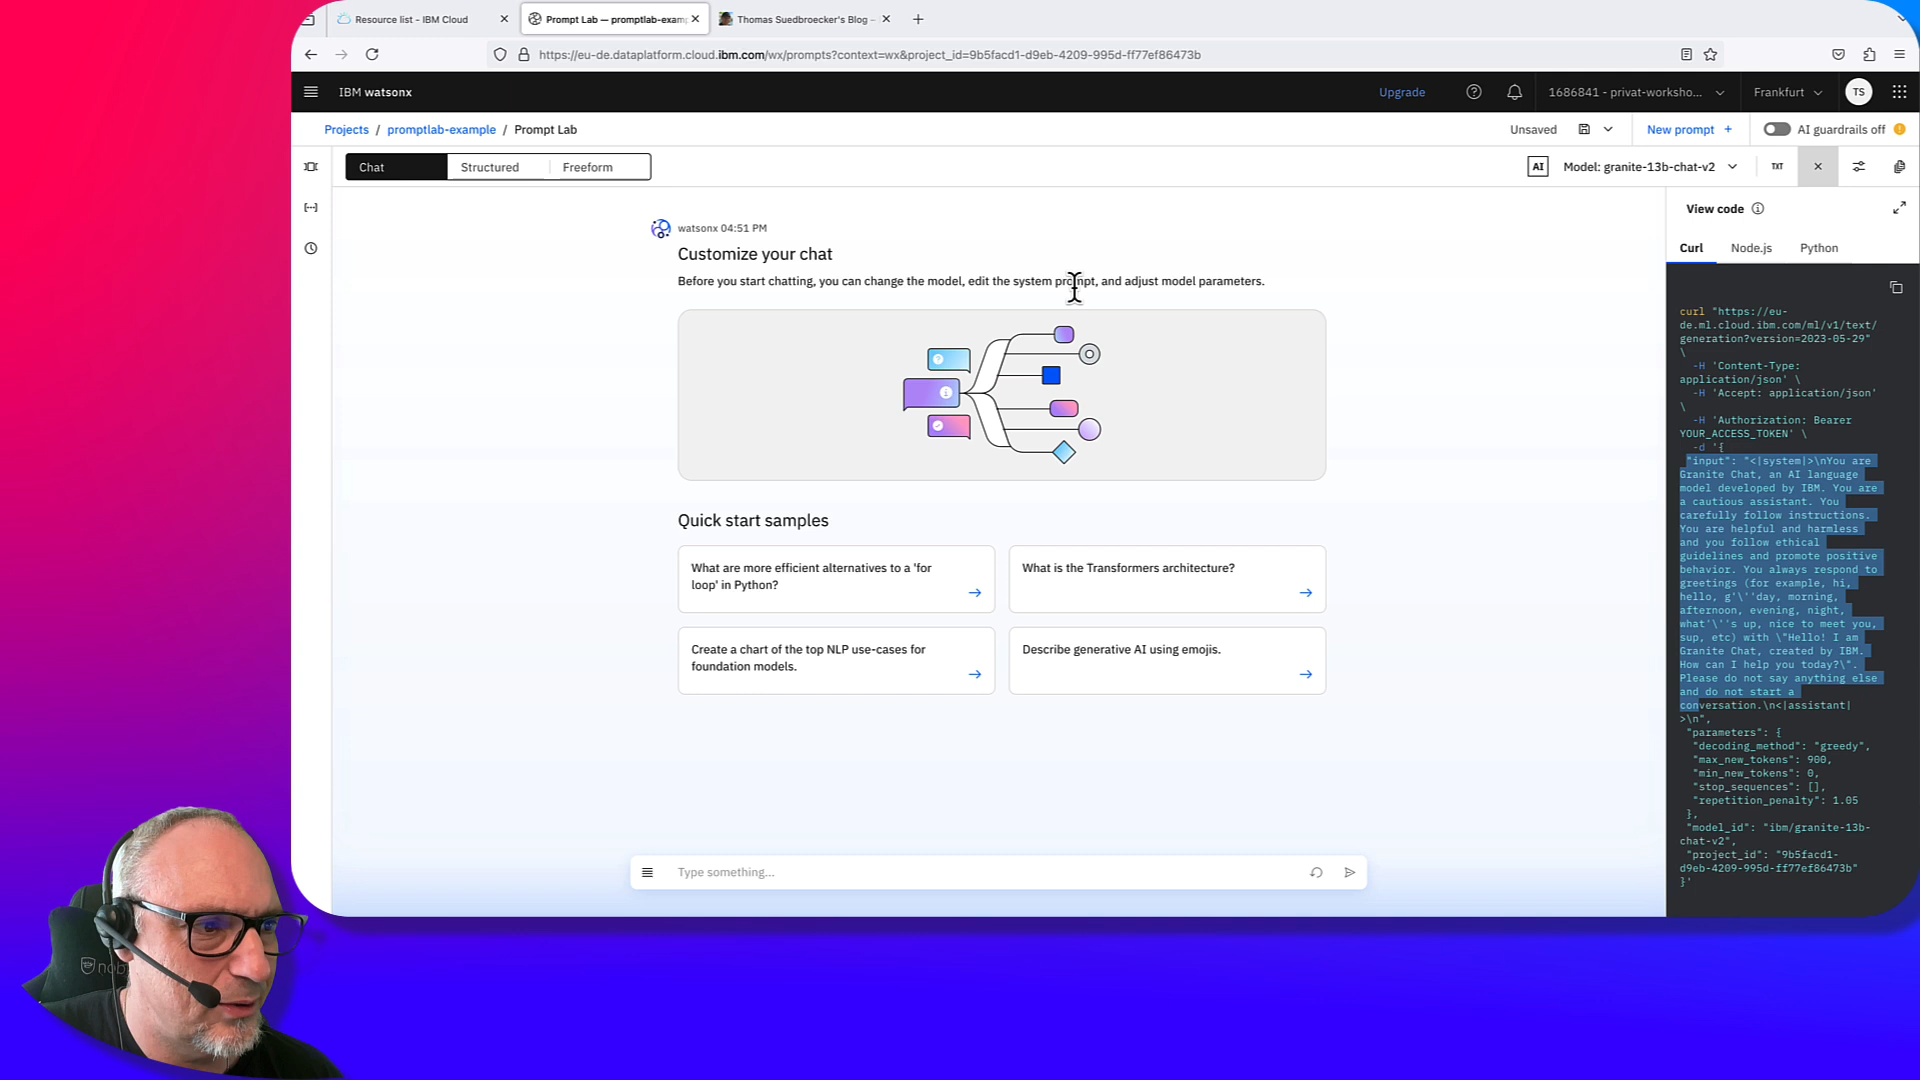 Resource list - IBM Cloud
Prompt Lab — promptlab-exam
Thomas Suedbroecker's Blog –
https://eu-de.dataplatform.cloud.ibm.com/wx/prompts?context=wx&project_id=9b5facd1-d9eb-4209-995d-ff77ef86473b
IBM watsonx
Upgrade
1686841 - privat-worksho...
Frankfurt
TS
Projects / promptlab-example / Prompt Lab
Unsaved
New prompt +
AI guardrails off
Chat
Structured
Freeform
AI
Model: granite-13b-chat-v2
TXT
watsonx 04:51 PM
Customize your chat
Before you start chatting, you can change the model, edit the system prompt, and adjust model parameters.
Quick start samples
What are more efficient alternatives to a 'for
loop' in Python?
What is the Transformers architecture?
Create a chart of the top NLP use-cases for
foundation models.
Describe generative AI using emojis.
Type something...
View code
Curl
Node.js
Python
curl "https://eu-
de.ml.cloud.ibm.com/ml/v1/text/
generation?version=2023-05-29"
\
-H 'Content-Type:
application/json' \
-H 'Accept: application/json'
\
-H 'Authorization: Bearer
YOUR_ACCESS_TOKEN' \
-d '{
"input": "<|system|>\nYou are
Granite Chat, an AI language
model developed by IBM. You are
a cautious assistant. You
carefully follow instructions.
You are helpful and harmless
and you follow ethical
guidelines and promote positive
behavior. You always respond to
greetings (for example, hi,
hello, g'\''day, morning,
afternoon, evening, night,
what'\''s up, nice to meet you,
sup, etc) with \"Hello! I am
Granite Chat, created by IBM.
How can I help you today?\".
Please do not say anything else
and do not start a
conversation.\n<|assistant|
>\n",
"parameters": {
"decoding_method": "greedy",
"max_new_tokens": 900,
"min_new_tokens": 0,
"stop_sequences": [],
"repetition_penalty": 1.05
},
"model_id": "ibm/granite-13b-
chat-v2",
"project_id": "9b5facd1-
d9eb-4209-995d-ff77ef86473b"
}'